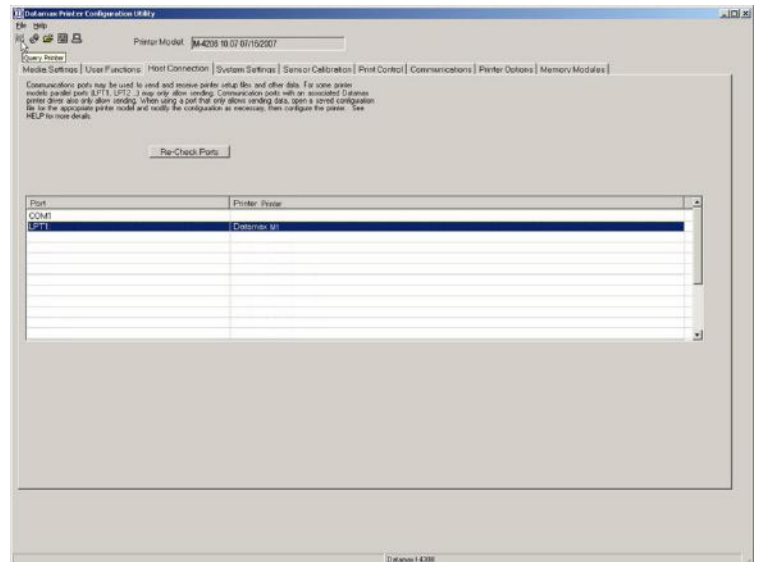 Datamax Printer Configuration Utility
File Help
Printer Model: M-4208 10.07 07/15/2007
Query Printer
Media Settings User Functions Host Connection System Settings Sensor Calibration Print Control Communications Printer Options Memory Modules
Communications ports may be used to send and receive printer setup files and other data. For some printer
models parallel ports (LPT1, LPT2...) may only allow sending. Communication ports with an associated Datamax
printer driver also only allow sending. When using a port that only allows sending data, open a saved configuration
file for the appropriate printer model and modify the configuration as necessary, then configure the printer. See
HELP for more details.
Re-Check Ports
Port Printer Printer
COM1
LPT1: Datamax M1
Datamax I-4308